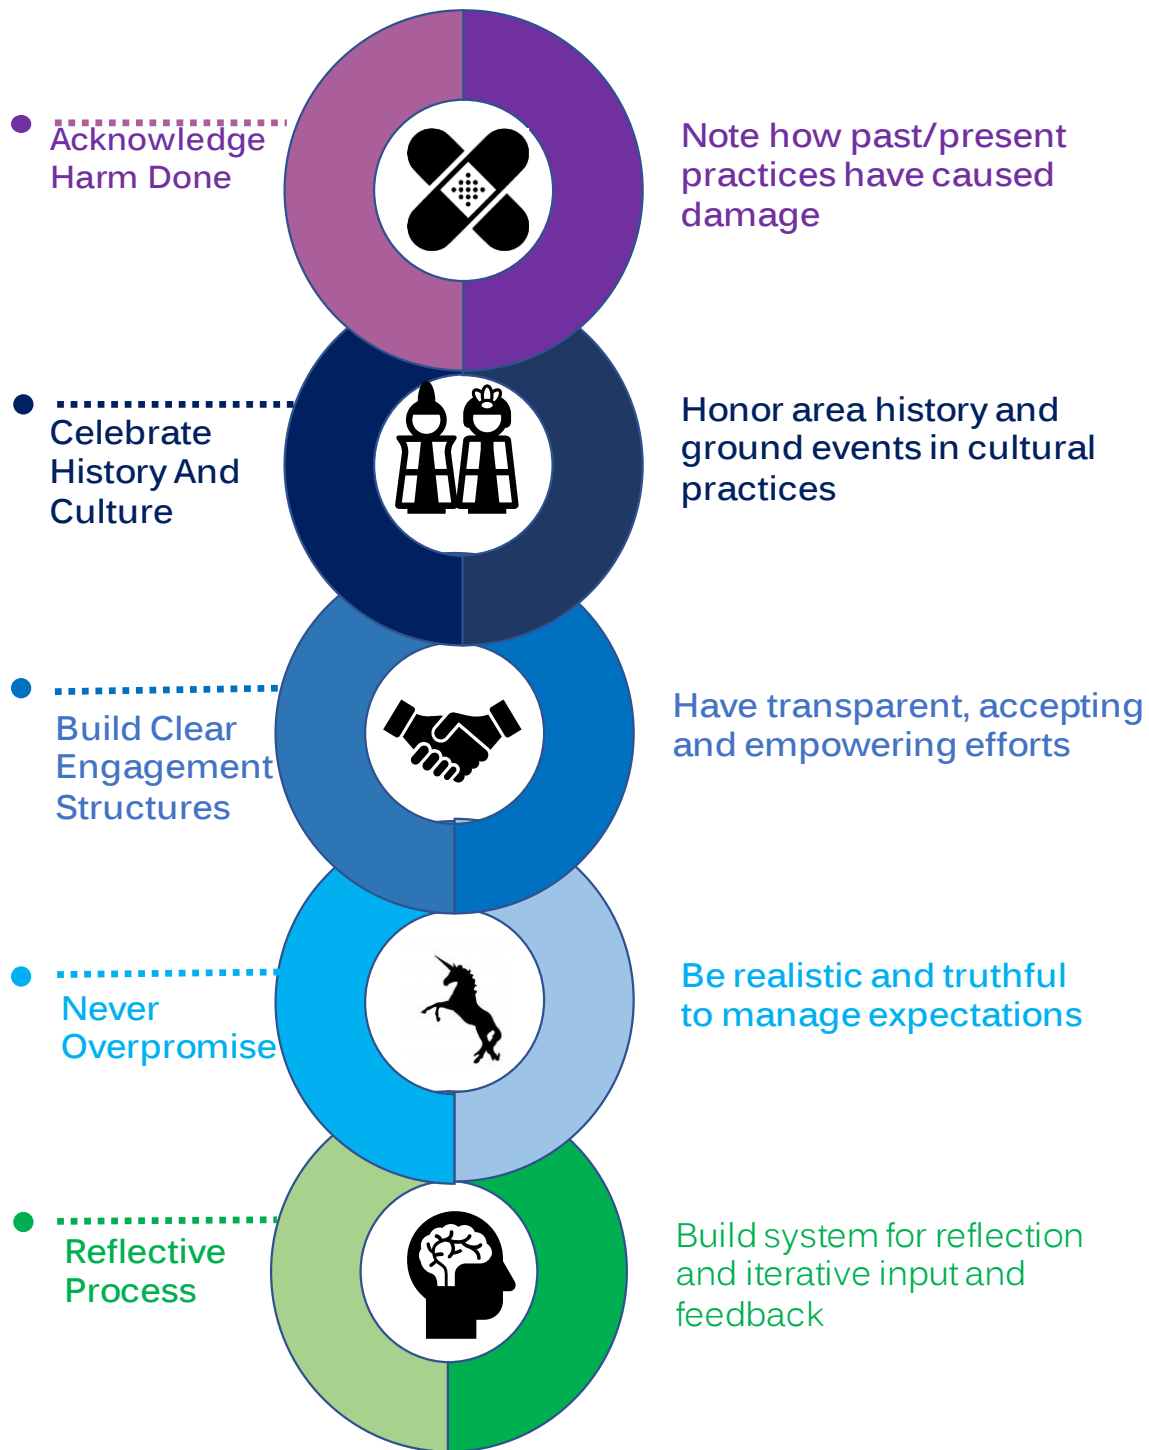 Acknowledge
Harm Done
Note how past/present
practices have caused
damage
Celebrate
History And
Culture
Honor area history and
ground events in cultural
practices
Build Clear
Engagement
Structures
Have transparent, accepting
and empowering efforts
Never
Overpromise
Be realistic and truthful
to manage expectations
Reflective
Process
Build system for reflection
and iterative input and
feedback